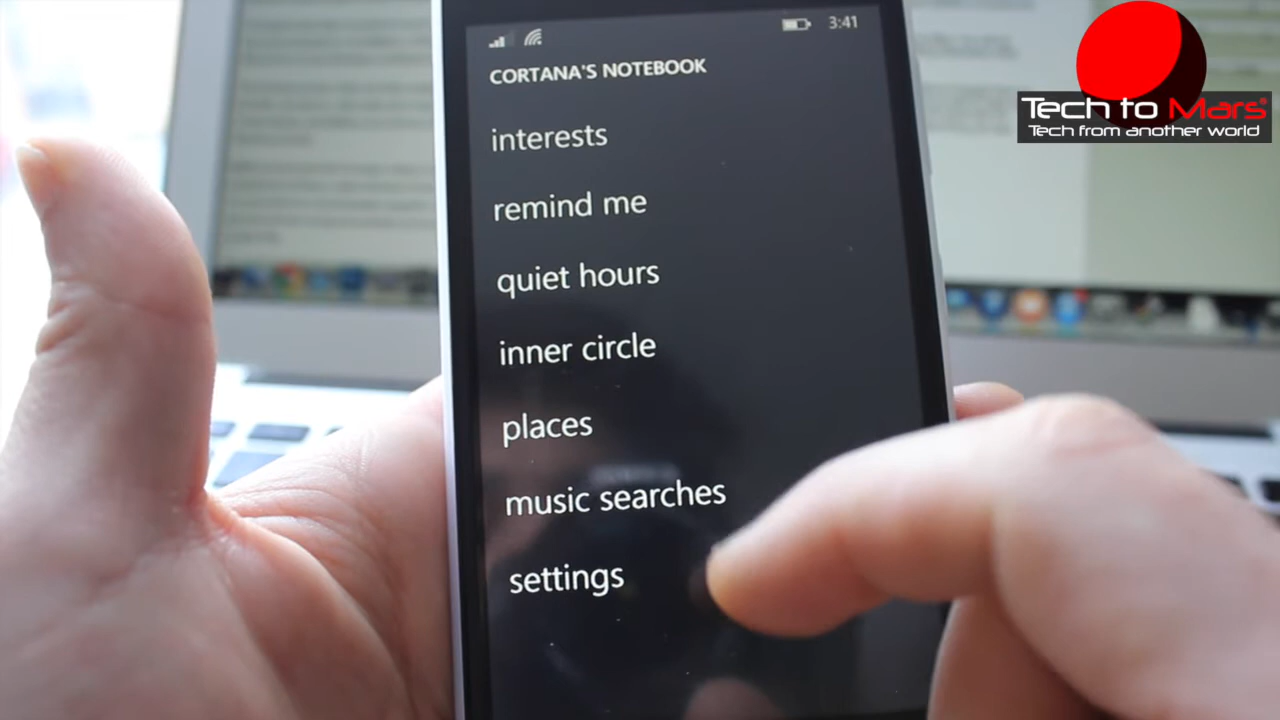 3:41
CORTANA'S NOTEBOOK
interests
remind me
quiet hours
inner circle
places
music searches
settings
Tech to Mars®
Tech from another world